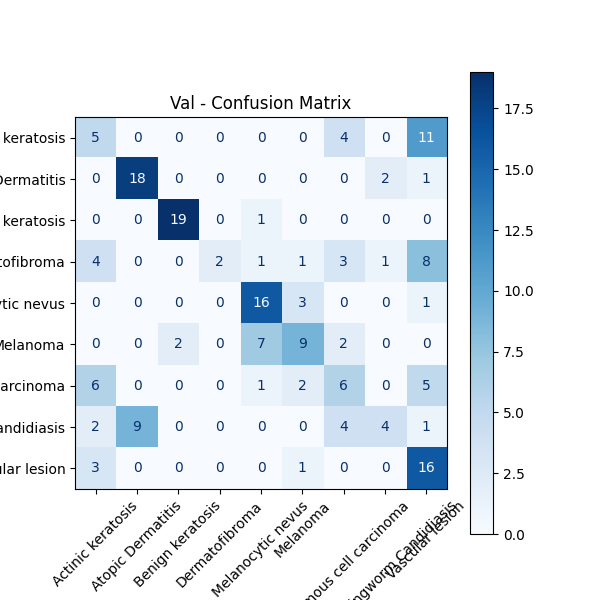 Val - Confusion Matrix
keratosis 5 0 0 0 0 0 4 0 11
Dermatitis 0 18 0 0 0 0 0 2 1
keratosis 0 0 19 0 1 0 0 0 0
tofibroma 4 0 0 2 1 1 3 1 8
ytic nevus 0 0 0 0 16 3 0 0 1
Melanoma 0 0 2 0 7 9 2 0 0
arcinoma 6 0 0 0 1 2 6 0 5
andidiasis 2 9 0 0 0 0 4 4 1
ular lesion 3 0 0 0 0 1 0 0 16
Actinic keratosis
Atopic Dermatitis
Benign keratosis
Dermatofibroma
Melanocytic nevus
Melanoma
mous cell carcinoma
ingworm Candidiasis
Vascular lesion
17.5
15.0
12.5
10.0
7.5
5.0
2.5
0.0